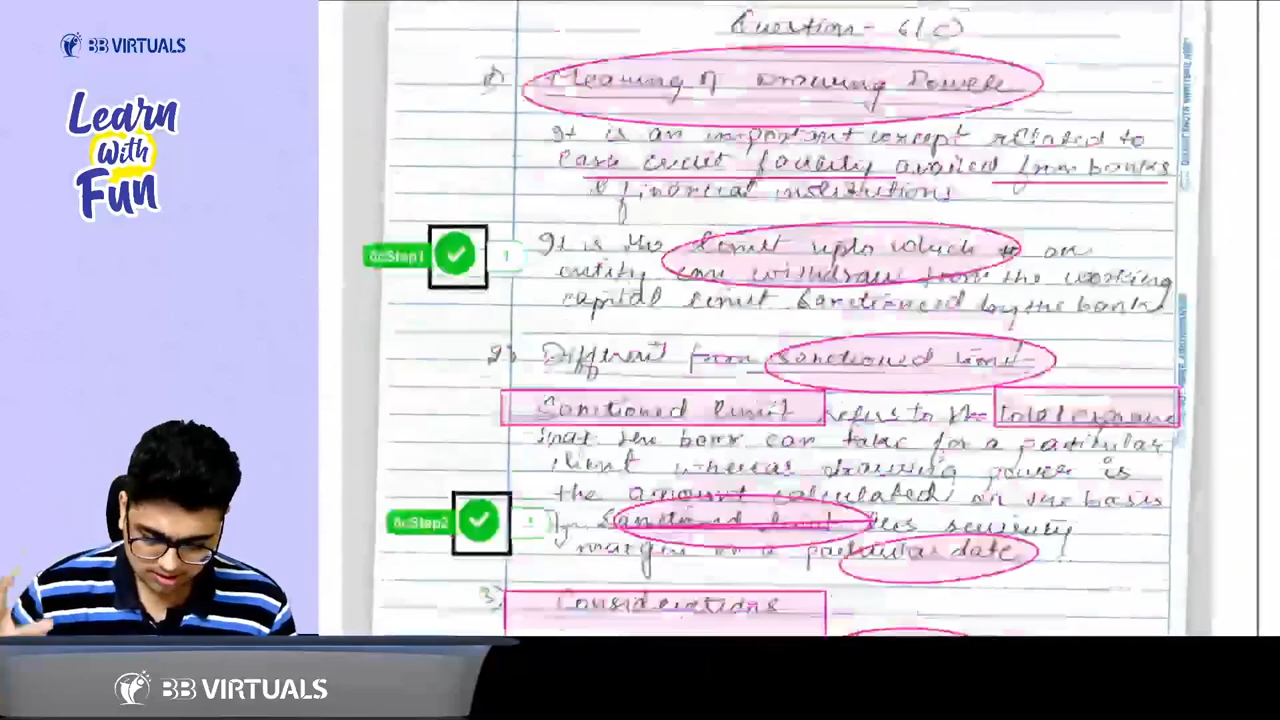 BB VIRTUALS
Learn
With
Fun
Question - 6(c)
Meaning of Drawing Power
It is an important concept related to
Cash credit facility availed from banks
& financial institutions
6cStep1
1
It is the limit upto which an
entity can withdraw from the working
capital limit sanctioned by the bank
2) Different from sanctioned limit
Sanctioned limit refers to the total exposure
that the bank can take for a particular
client whereas drawing power is
the amount calculated on the basis
6cStep2
Sanctioned less security
margin particular date
3) Considerations
BB VIRTUALS